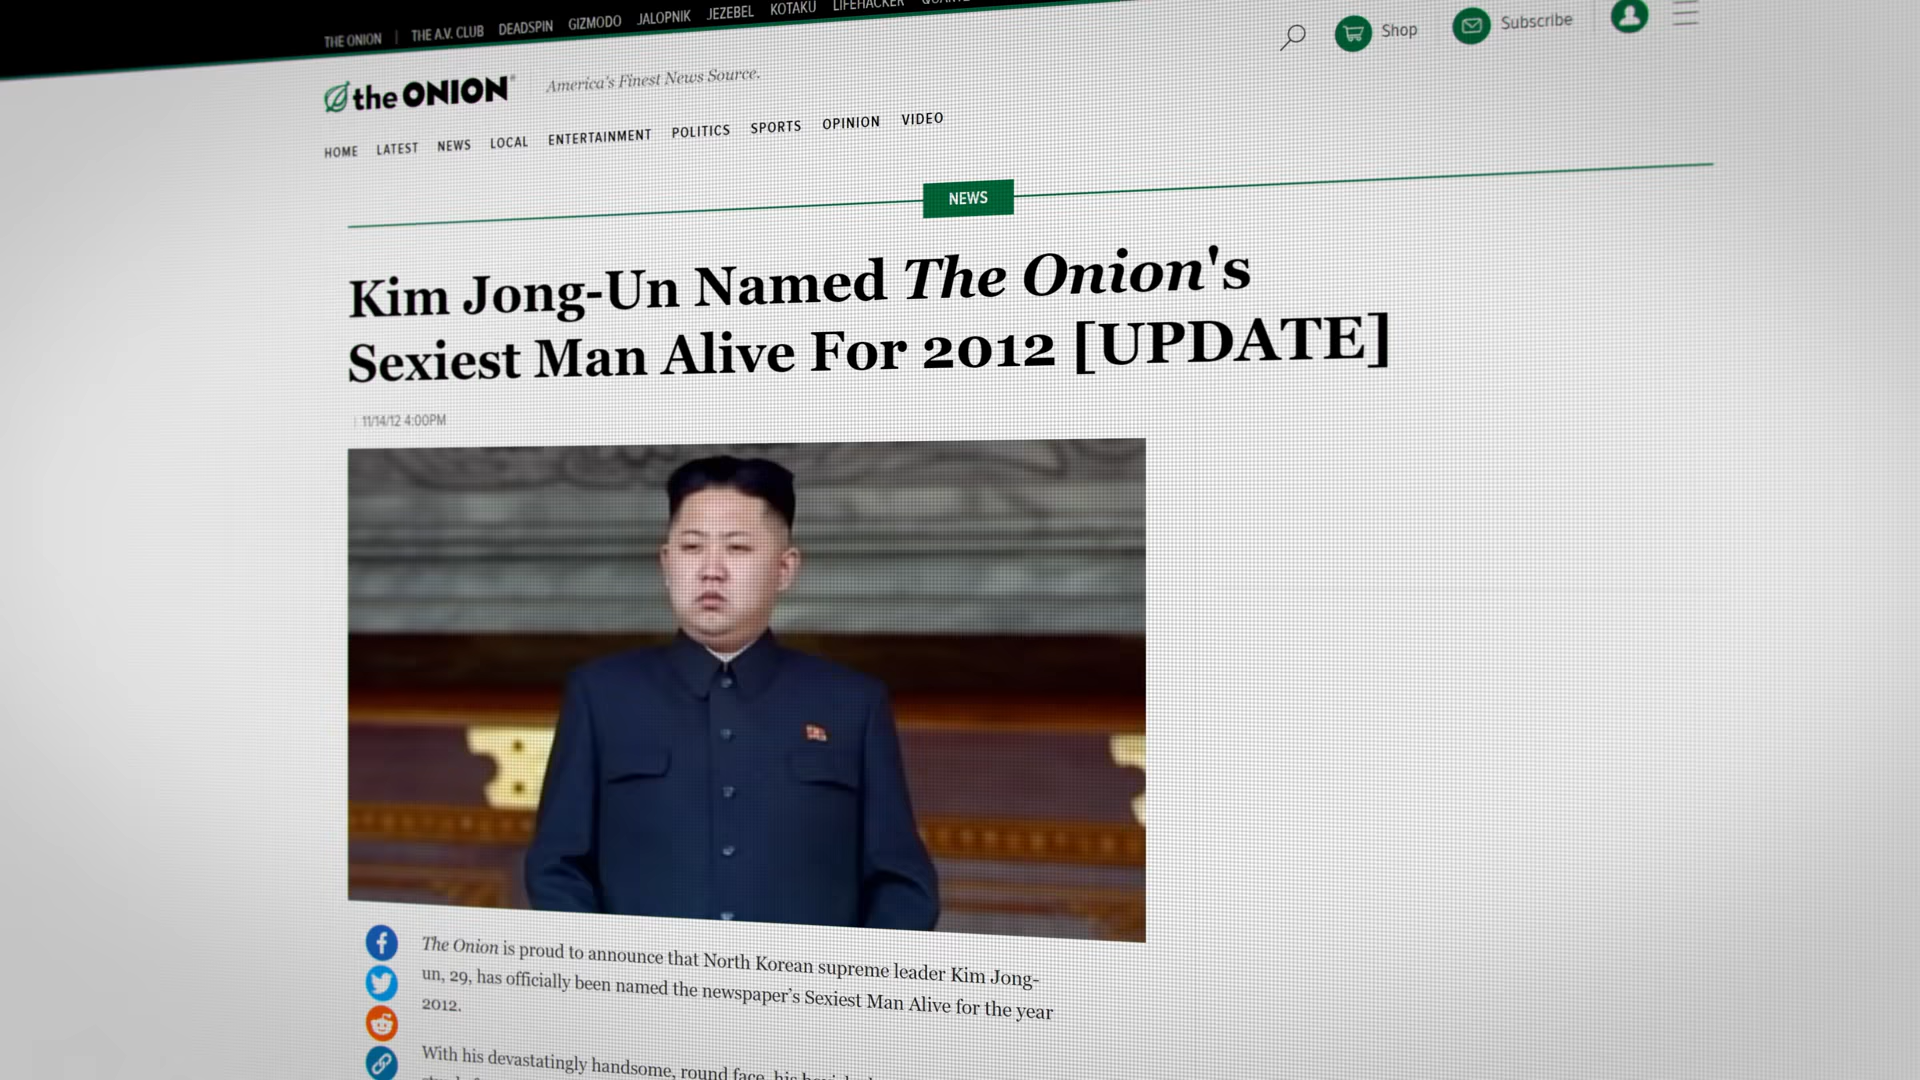 THE ONION | THE A.V. CLUB DEADSPIN GIZMODO JALOPNIK JEZEBEL KOTAKU LIFEHACKER
the ONION®
America's Finest News Source.
Shop
Subscribe
HOME LATEST NEWS LOCAL ENTERTAINMENT POLITICS SPORTS OPINION VIDEO
NEWS
Kim Jong-Un Named The Onion's
Sexiest Man Alive For 2012 [UPDATE]
11/14/12 4:00PM
The Onion is proud to announce that North Korean supreme leader Kim Jong-
un, 29, has officially been named the newspaper's Sexiest Man Alive for the year
2012.
With his devastatingly handsome, round face, his